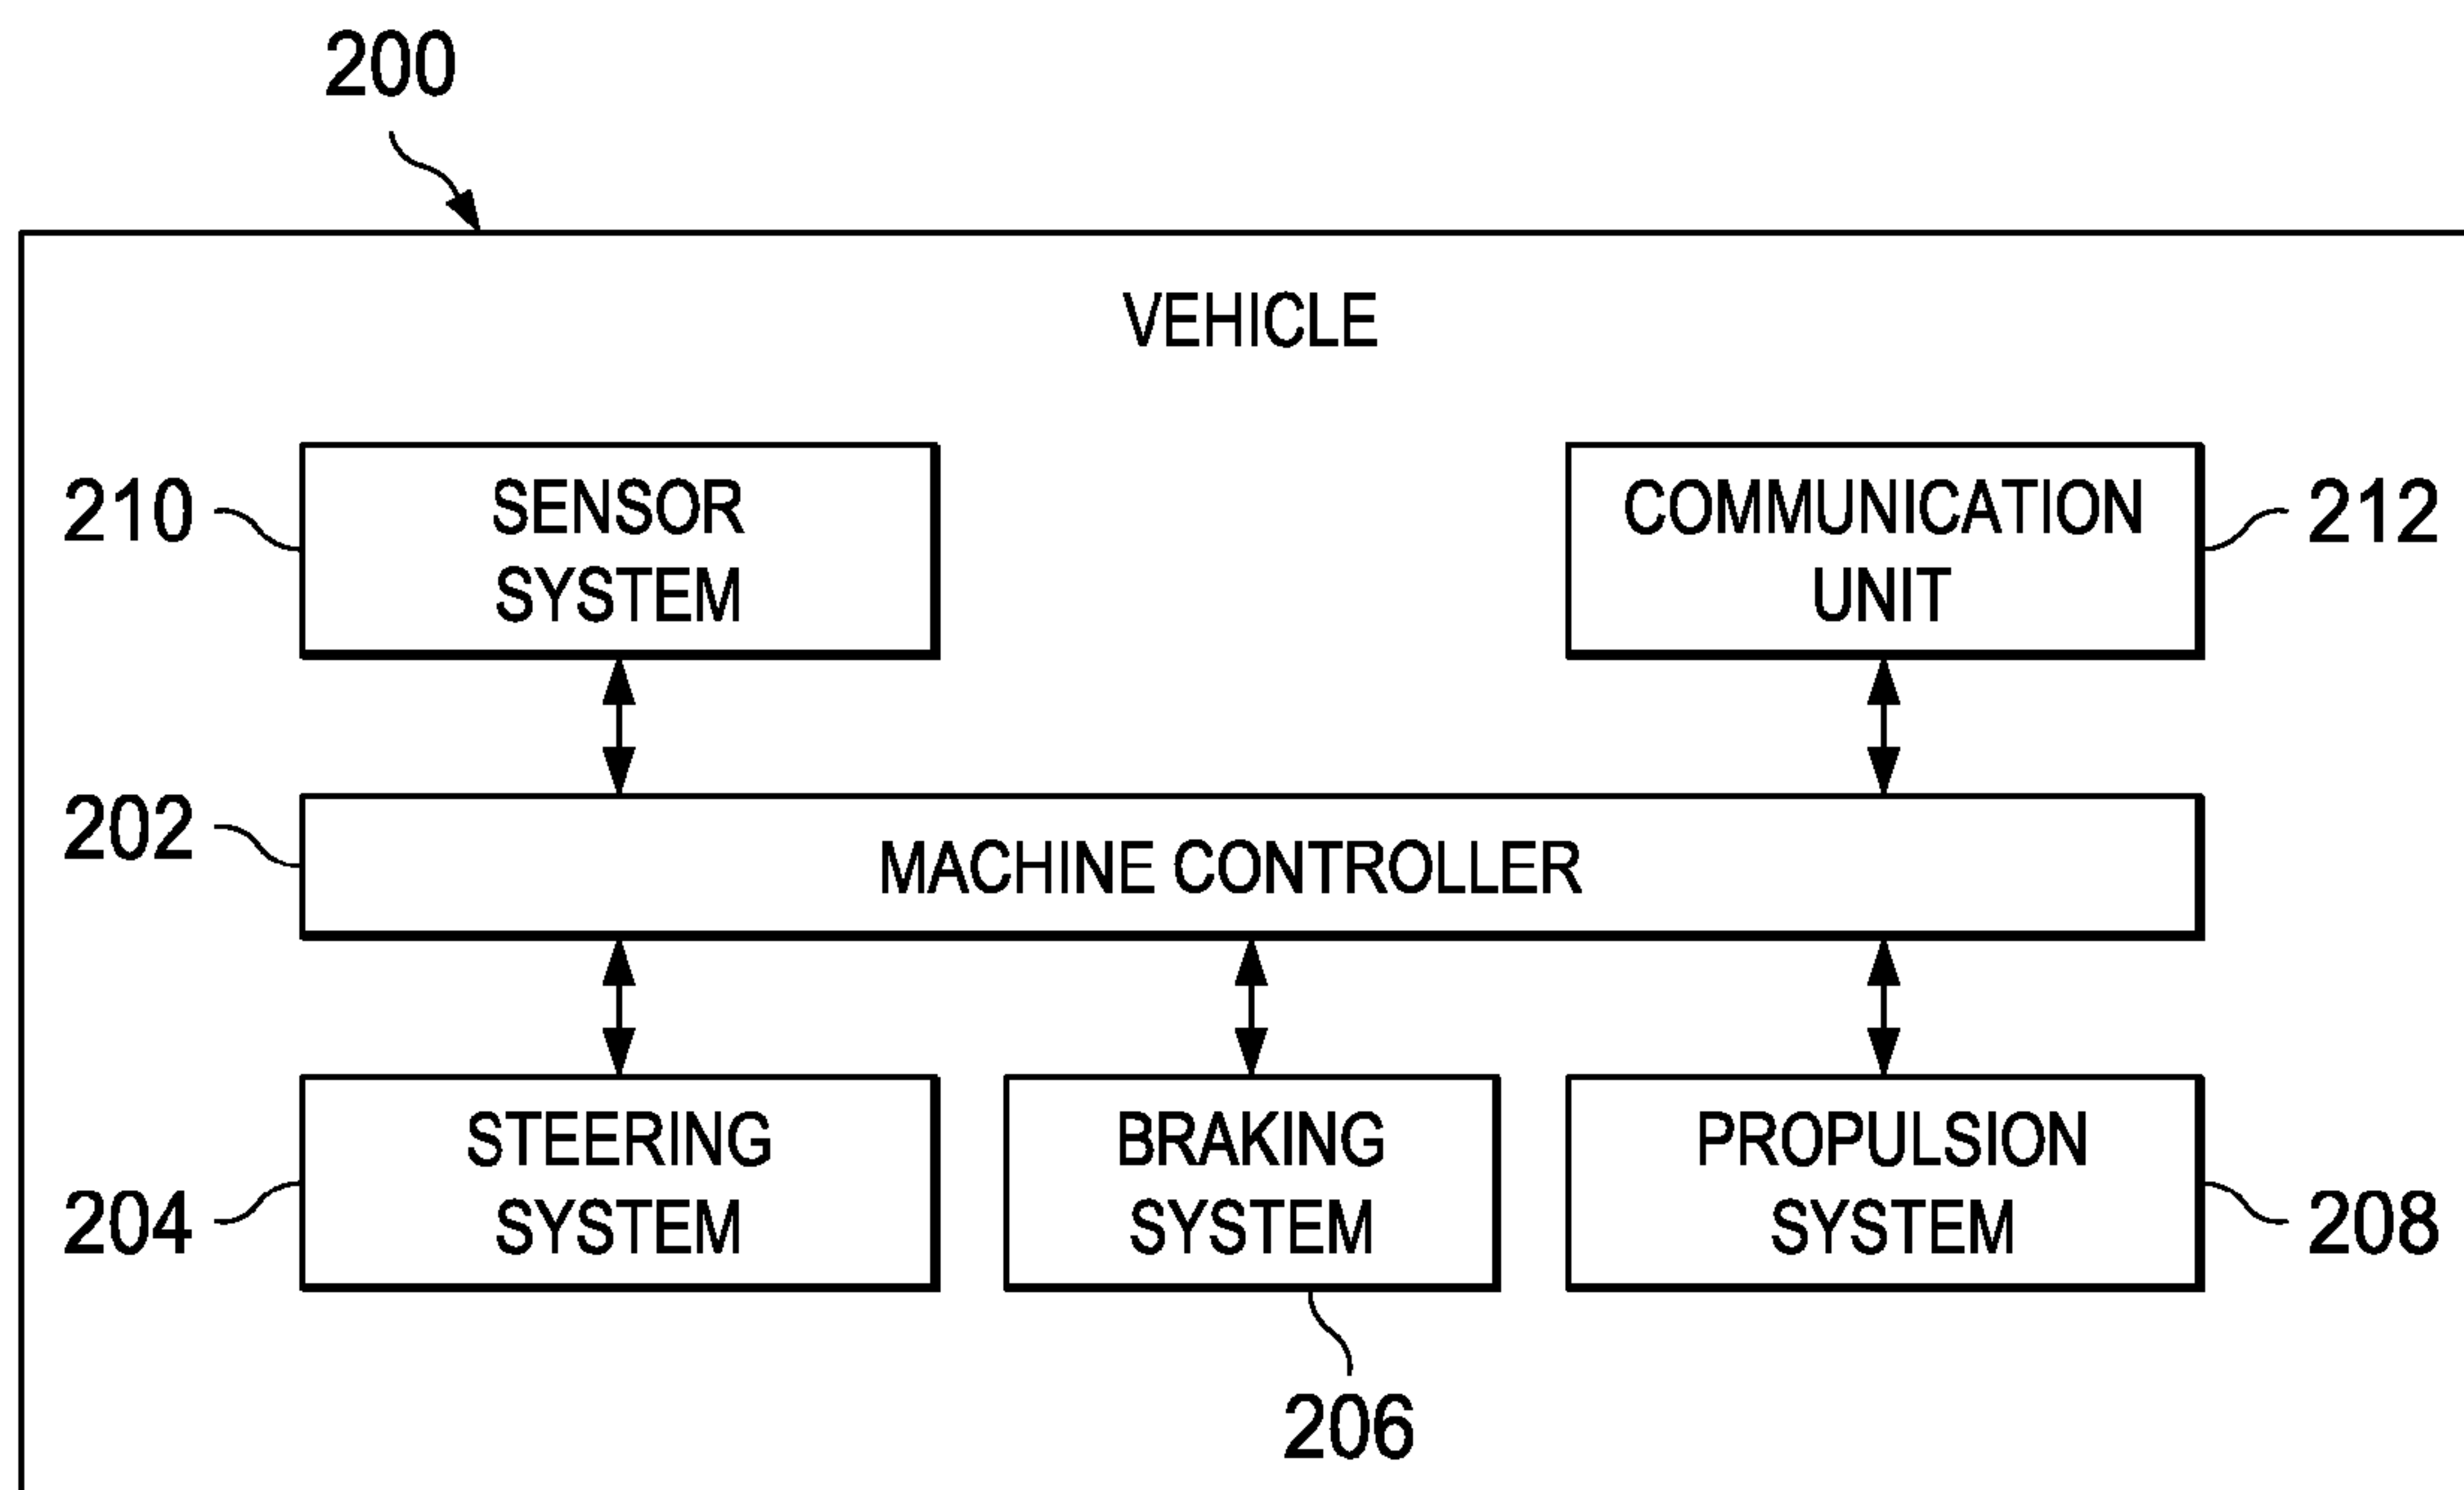 200
VEHICLE
210
SENSOR
SYSTEM
COMMUNICATION
UNIT
212
202
MACHINE CONTROLLER
204
STEERING
SYSTEM
BRAKING
SYSTEM
206
PROPULSION
SYSTEM
208